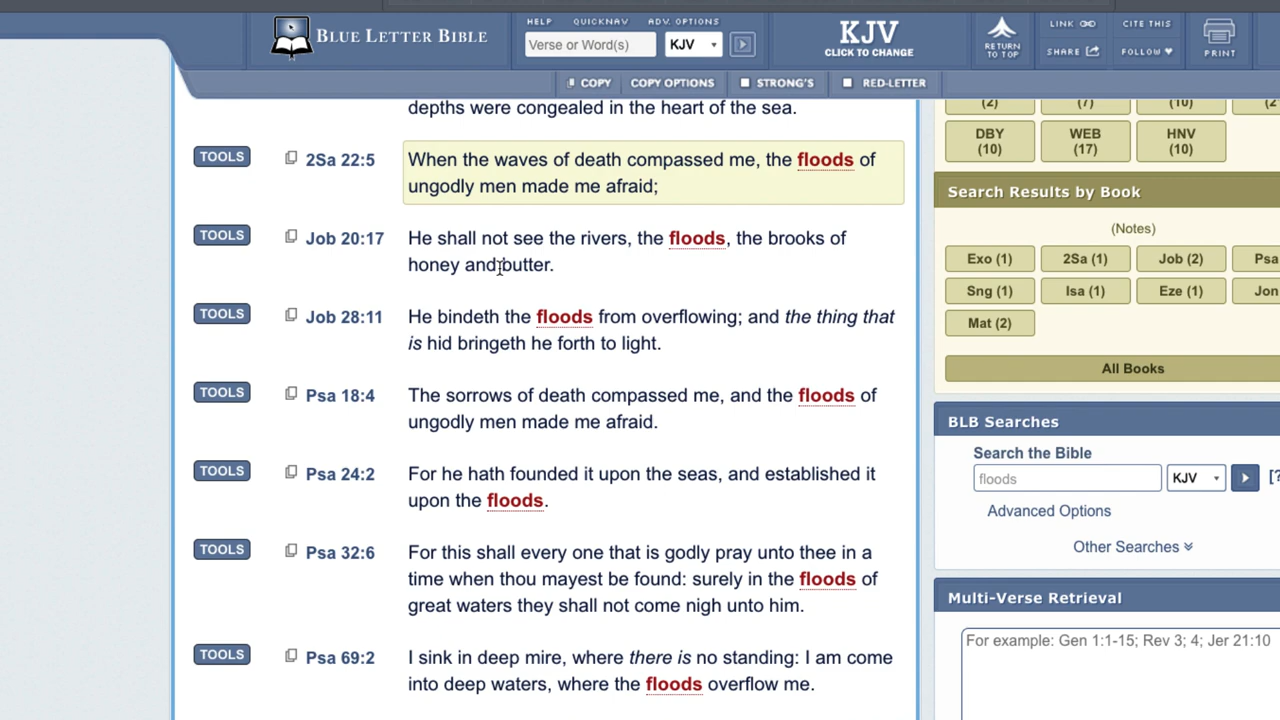 HELP QUICKNAV ADV. OPTIONS
BLUE LETTER BIBLE
Verse or Word(s)
KJV
KJV
CLICK TO CHANGE
RETURN
TO TOP
LINK
CITE THIS
SHARE
FOLLOW
PRINT
COPY COPY OPTIONS STRONG'S RED-LETTER
depths were congealed in the heart of the sea.
TOOLS 2Sa 22:5 When the waves of death compassed me, the floods of
ungodly men made me afraid;
TOOLS Job 20:17 He shall not see the rivers, the floods, the brooks of
honey and butter.
TOOLS Job 28:11 He bindeth the floods from overflowing; and the thing that
is hid bringeth he forth to light.
TOOLS Psa 18:4 The sorrows of death compassed me, and the floods of
ungodly men made me afraid.
TOOLS Psa 24:2 For he hath founded it upon the seas, and established it
upon the floods.
TOOLS Psa 32:6 For this shall every one that is godly pray unto thee in a
time when thou mayest be found: surely in the floods of
great waters they shall not come nigh unto him.
TOOLS Psa 69:2 I sink in deep mire, where there is no standing: I am come
into deep waters, where the floods overflow me.
(2) (7) (10) (2
DBY WEB HNV
(10) (17) (10)
Search Results by Book
(Notes)
Exo (1) 2Sa (1) Job (2) Psa
Sng (1) Isa (1) Eze (1) Jon
Mat (2)
All Books
BLB Searches
Search the Bible
floods KJV [?
Advanced Options
Other Searches
Multi-Verse Retrieval
For example: Gen 1:1-15; Rev 3; 4; Jer 21:10